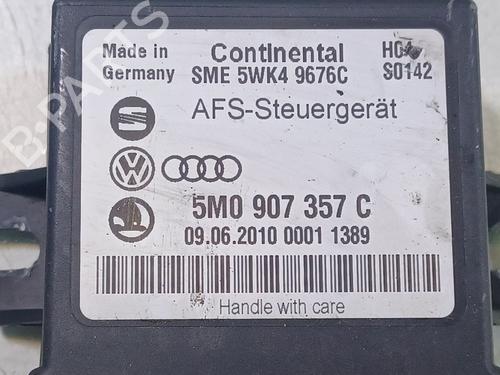 Made in
Germany
Continental
SME 5WK4 9676C
S0142
AFS-Steuergerät
5M0 907 357 C
09.06.2010 0001 1389
Handle with care
B-PARTS